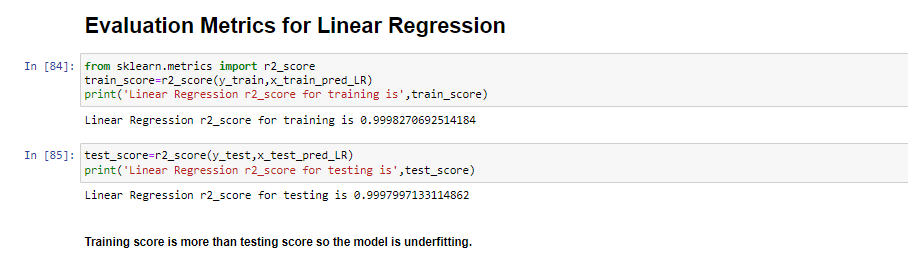 Evaluation Metrics for Linear Regression
In [84]: from sklearn.metrics import r2_score
train_score=r2_score(y_train,x_train_pred_LR)
print('Linear Regression r2_score for training is',train_score)
Linear Regression r2_score for training is 0.9998270692514184
In [85]: test_score=r2_score(y_test,x_test_pred_LR)
print('Linear Regression r2_score for testing is',test_score)
Linear Regression r2_score for testing is 0.9997997133114862
Training score is more than testing score so the model is underfitting.